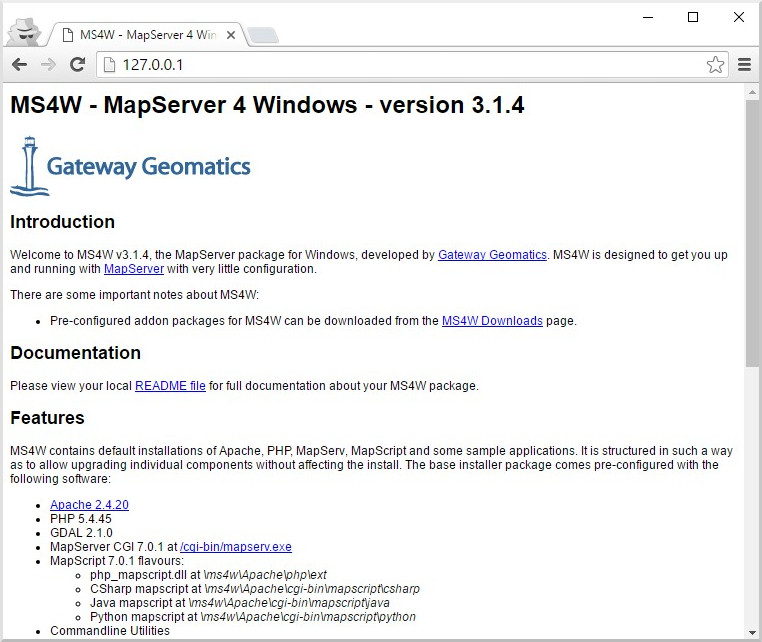 MS4W - MapServer 4 Win
127.0.0.1
MS4W - MapServer 4 Windows - version 3.1.4
Gateway Geomatics
Introduction
Welcome to MS4W v3.1.4, the MapServer package for Windows, developed by Gateway Geomatics. MS4W is designed to get you up
and running with MapServer with very little configuration.
There are some important notes about MS4W:
• Pre-configured addon packages for MS4W can be downloaded from the MS4W Downloads page.
Documentation
Please view your local README file for full documentation about your MS4W package.
Features
MS4W contains default installations of Apache, PHP, MapServ, MapScript and some sample applications. It is structured in such a way
as to allow upgrading individual components without affecting the install. The base installer package comes pre-configured with the
following software:
• Apache 2.4.20
• PHP 5.4.45
• GDAL 2.1.0
• MapServer CGI 7.0.1 at /cgi-bin/mapserv.exe
• MapScript 7.0.1 flavours:
◦ php_mapscript.dll at \ms4w\Apache\php\ext
◦ CSharp mapscript at \ms4w\Apache\cgi-bin\mapscript\csharp
◦ Java mapscript at \ms4w\Apache\cgi-bin\mapscript\java
◦ Python mapscript at \ms4w\Apache\cgi-bin\mapscript\python
• Commandline Utilities